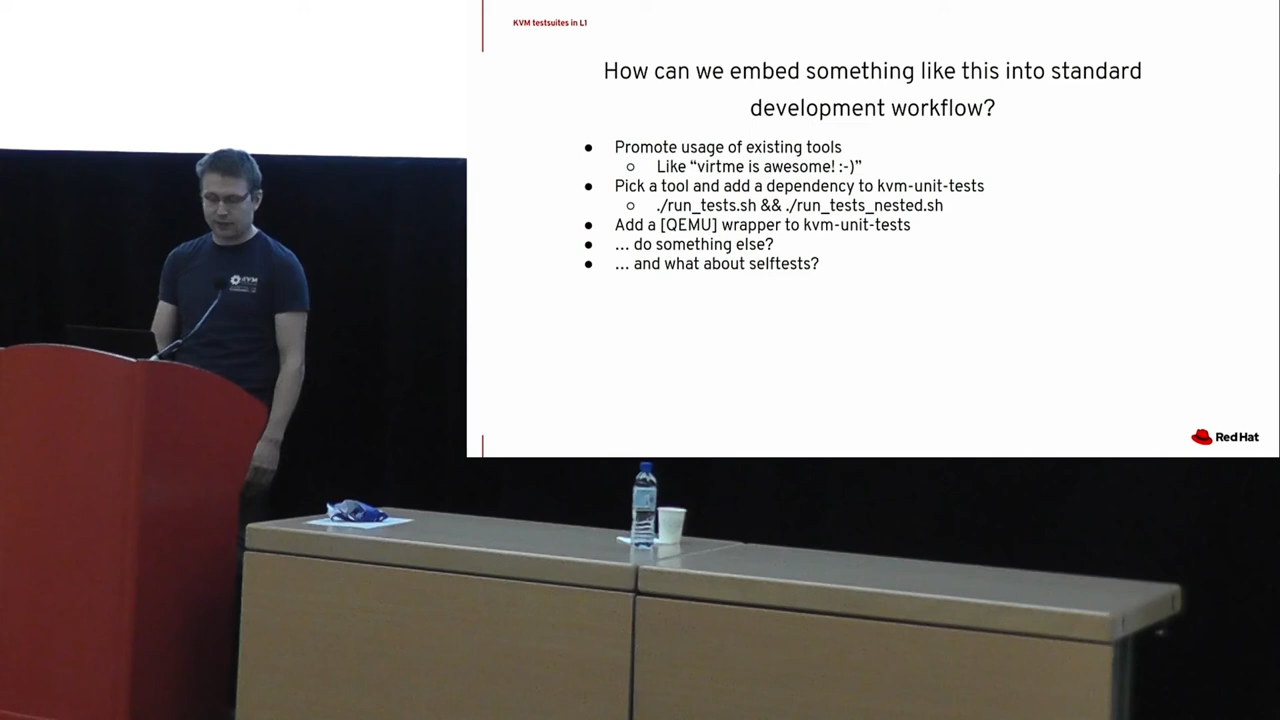 KVM testsuites in L1
How can we embed something like this into standard
development workflow?
● Promote usage of existing tools
○ Like “virtme is awesome! :-)”
● Pick a tool and add a dependency to kvm-unit-tests
○ ./run_tests.sh && ./run_tests_nested.sh
● Add a [QEMU] wrapper to kvm-unit-tests
● … do something else?
● … and what about selftests?
Red Hat
KVM